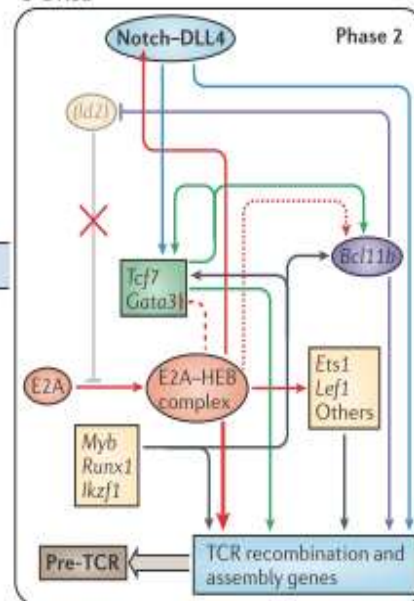 Notch–DLL4
Phase 2
(Id2)
Bcl11b
Tcf7
Gata3
E2A
E2A–HEB
complex
Ets1
Lef1
Others
Myb
Runx1
Ikzf1
Pre-TCR
TCR recombination and
assembly genes